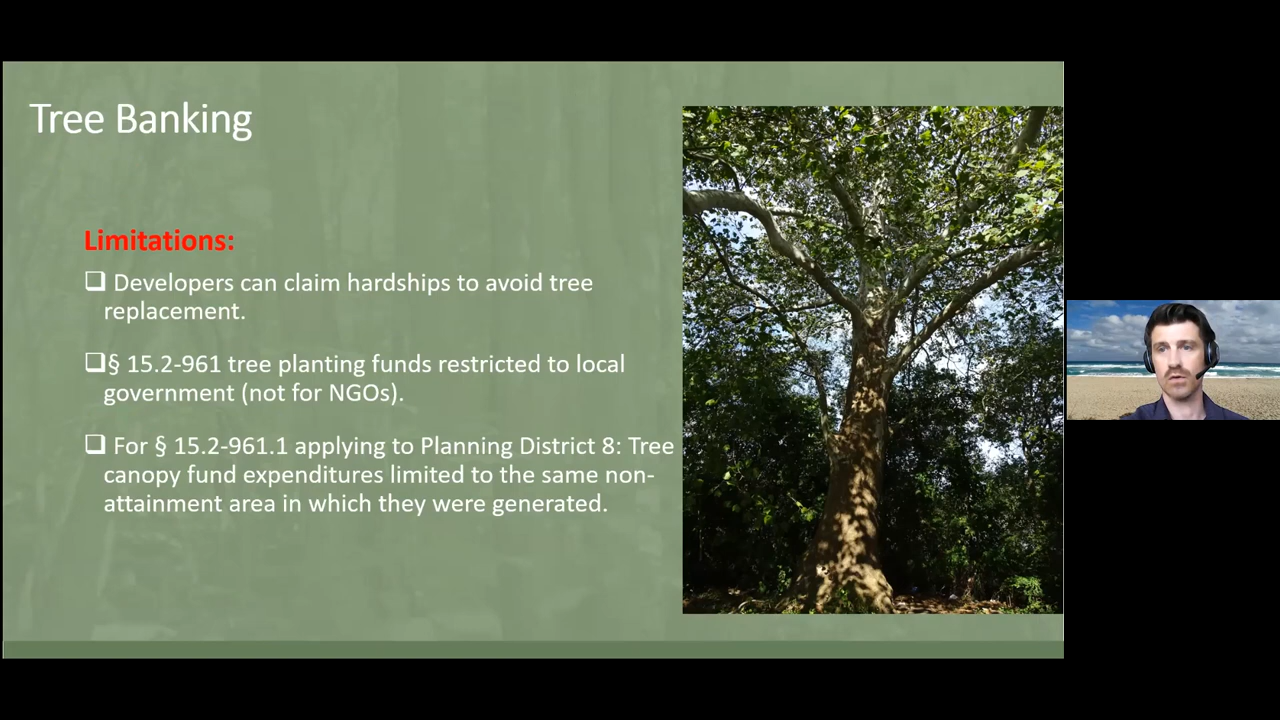 Tree Banking
Limitations:
❑ Developers can claim hardships to avoid tree
replacement.
❑§ 15.2-961 tree planting funds restricted to local
government (not for NGOs).
❑ For § 15.2-961.1 applying to Planning District 8: Tree
canopy fund expenditures limited to the same non-
attainment area in which they were generated.